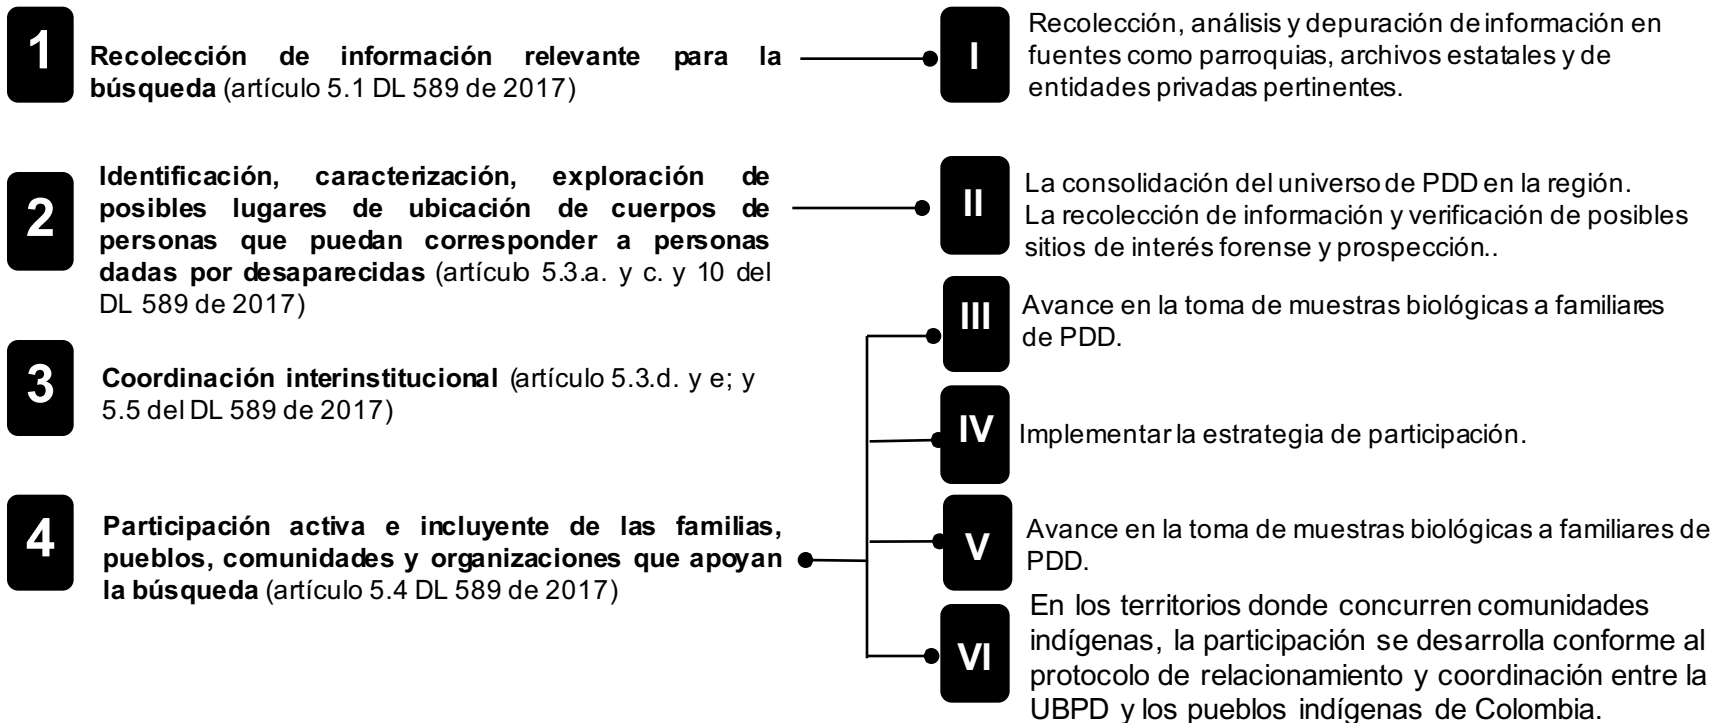 1
Recolección de información relevante para la
búsqueda (artículo 5.1 DL 589 de 2017)
I
Recolección, análisis y depuración de información en
fuentes como parroquias, archivos estatales y de
entidades privadas pertinentes.
2
Identificación, caracterización, exploración de
posibles lugares de ubicación de cuerpos de
personas que puedan corresponder a personas
dadas por desaparecidas (artículo 5.3.a. y c. y 10 del
DL 589 de 2017)
II
La consolidación del universo de PDD en la región.
La recolección de información y verificación de posibles
sitios de interés forense y prospección..
3
Coordinación interinstitucional (artículo 5.3.d. y e; y
5.5 del DL 589 de 2017)
4
Participación activa e incluyente de las familias,
pueblos, comunidades y organizaciones que apoyan
la búsqueda (artículo 5.4 DL 589 de 2017)
III
Avance en la toma de muestras biológicas a familiares
de PDD.
IV
Implementar la estrategia de participación.
V
Avance en la toma de muestras biológicas a familiares de
PDD.
VI
En los territorios donde concurren comunidades
indígenas, la participación se desarrolla conforme al
protocolo de relacionamiento y coordinación entre la
UBPD y los pueblos indígenas de Colombia.